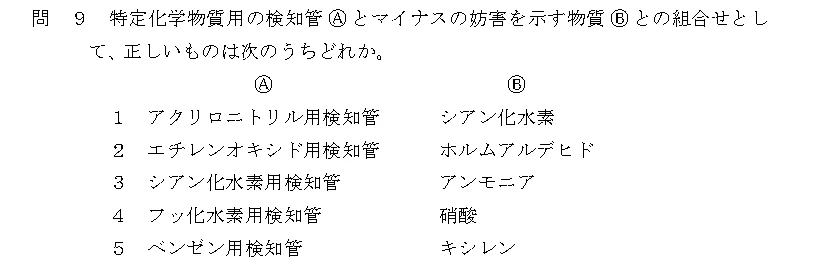 問 9 特定化学物質用の検知管Ⓐとマイナスの妨害を示す物質Ⓑとの組合せとし
て、正しいものは次のうちどれか。
Ⓐ Ⓑ
1 アクリロニトリル用検知管 シアン化水素
2 エチレンオキシド用検知管 ホルムアルデヒド
3 シアン化水素用検知管 アンモニア
4 フッ化水素用検知管 硝酸
5 ベンゼン用検知管 キシレン